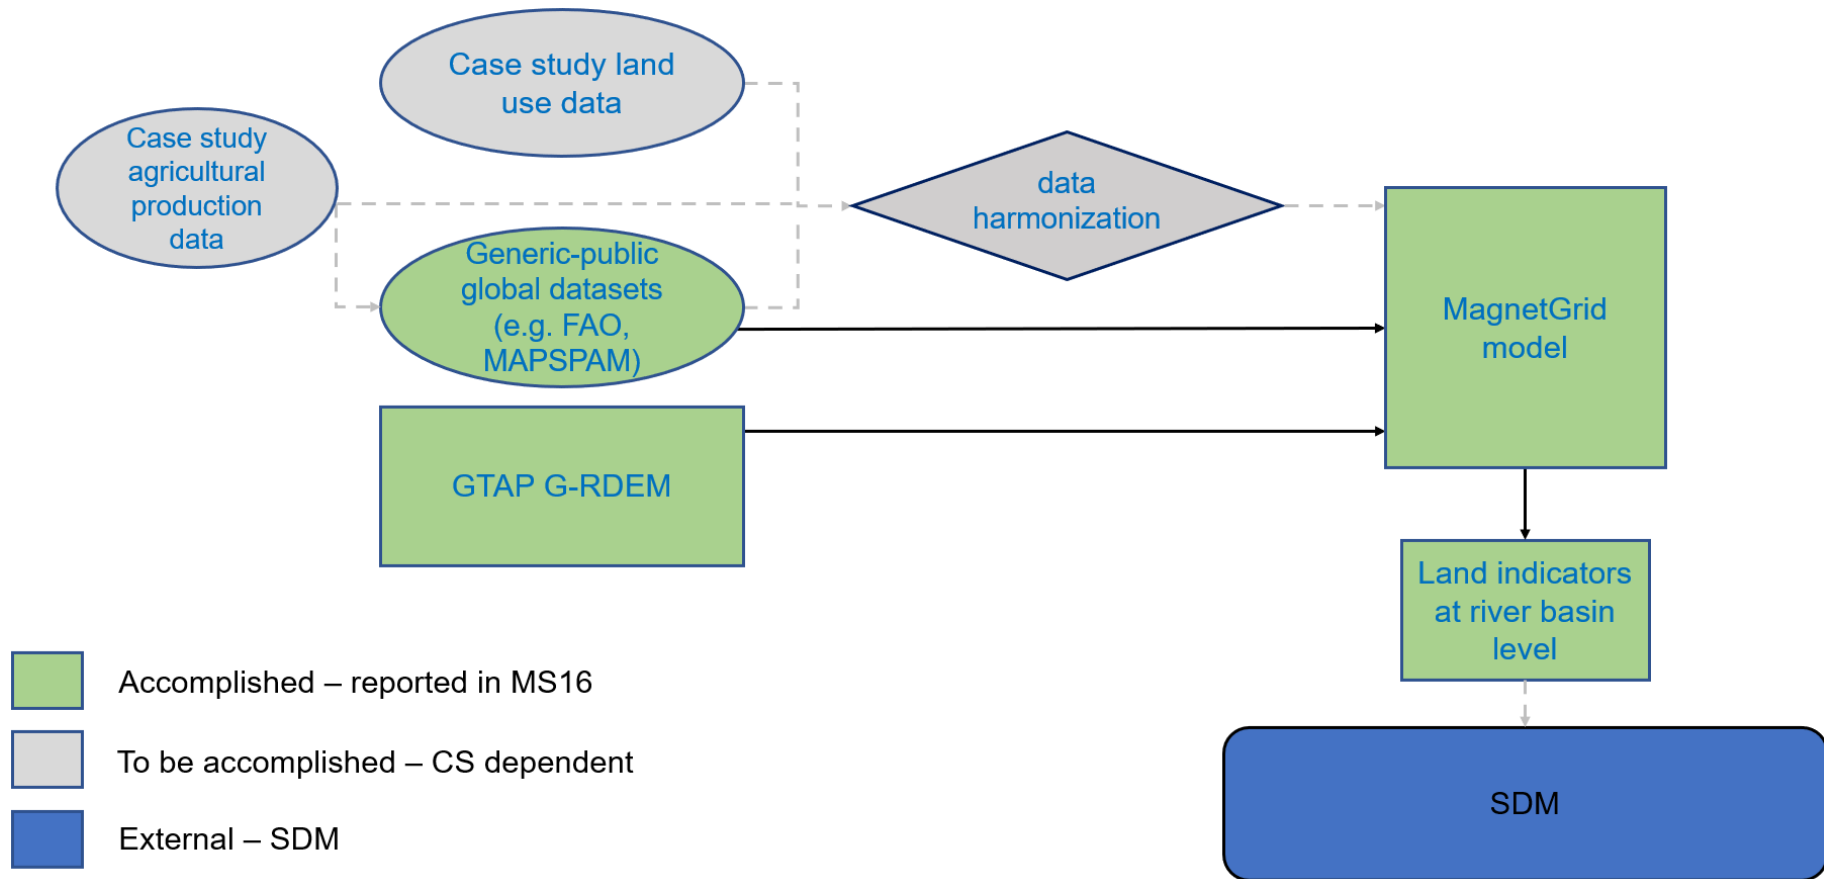 Case study land
use data
Case study
agricultural
production
data
data
harmonization
Generic-public
global datasets
(e.g. FAO,
MAPSPAM)
MagnetGrid
model
GTAP G-RDEM
Land indicators
at river basin
level
Accomplished – reported in MS16
To be accomplished – CS dependent
External – SDM
SDM